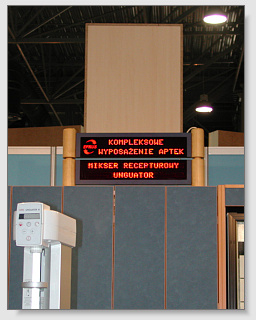 KOMPLEKSOWE
WYPOSAŻENIE APTEK
MIKSER RECEPTUROWY
UNGUATOR